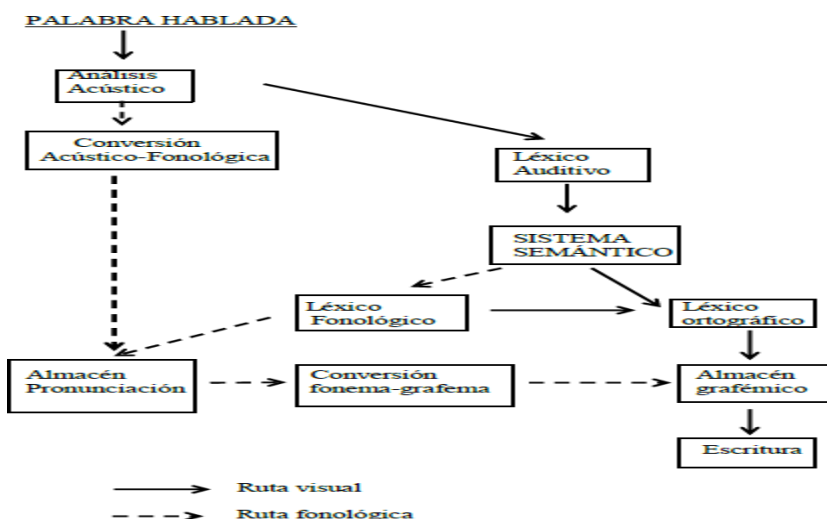 PALABRA HABLADA
Análisis
Acústico
Conversión
Acústico-Fonológica
Léxico
Auditivo
SISTEMA
SEMÁNTICO
Léxico
Fonológico
Léxico
ortográfico
Almacén
Pronunciación
Conversión
fonema-grafema
Almacén
grafémico
Escritura
Ruta visual
Ruta fonológica